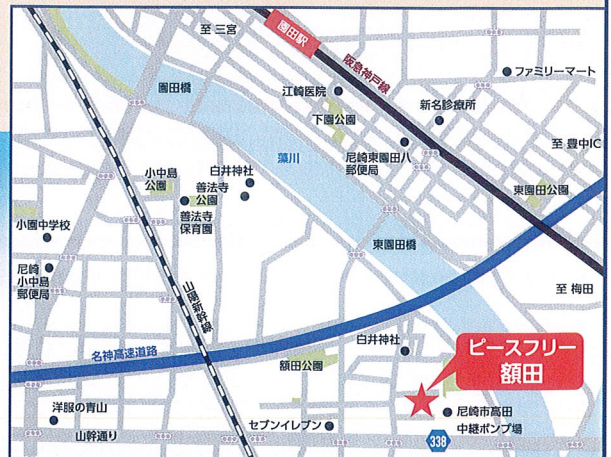 至 三宮
園田駅
阪急神戸線
ファミリーマート
園田橋
江崎医院
下園公園
新名診療所
至 豊中IC
藻川
尼崎東園田八
郵便局
小中島
公園
白井神社
善法寺
公園
善法寺
保育園
東園田公園
小園中学校
東園田橋
尼崎
小中島
郵便局
山陽新幹線
至 梅田
白井神社
名神高速道路
額田公園
ピースフリー
額田
洋服の青山
セブンイレブン
尼崎市高田
中継ポンプ場
山幹通り
338